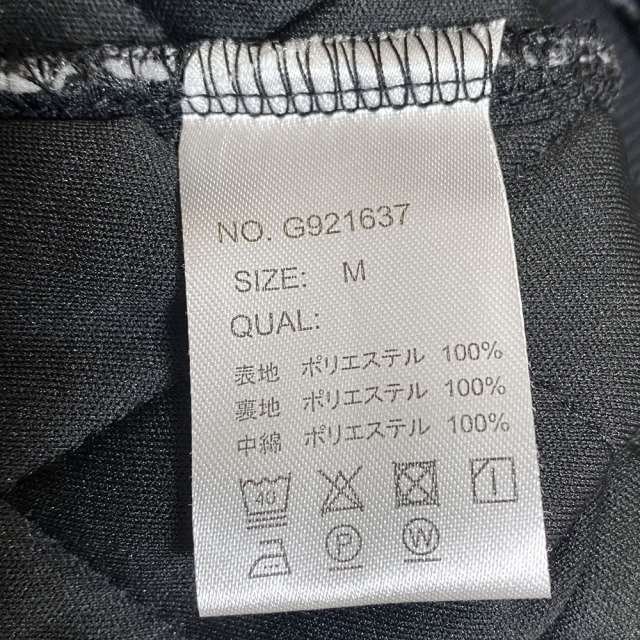 NO. G921637
SIZE: M
QUAL:
表地 ポリエステル 100%
裏地 ポリエステル 100%
中綿 ポリエステル 100%
40
P W